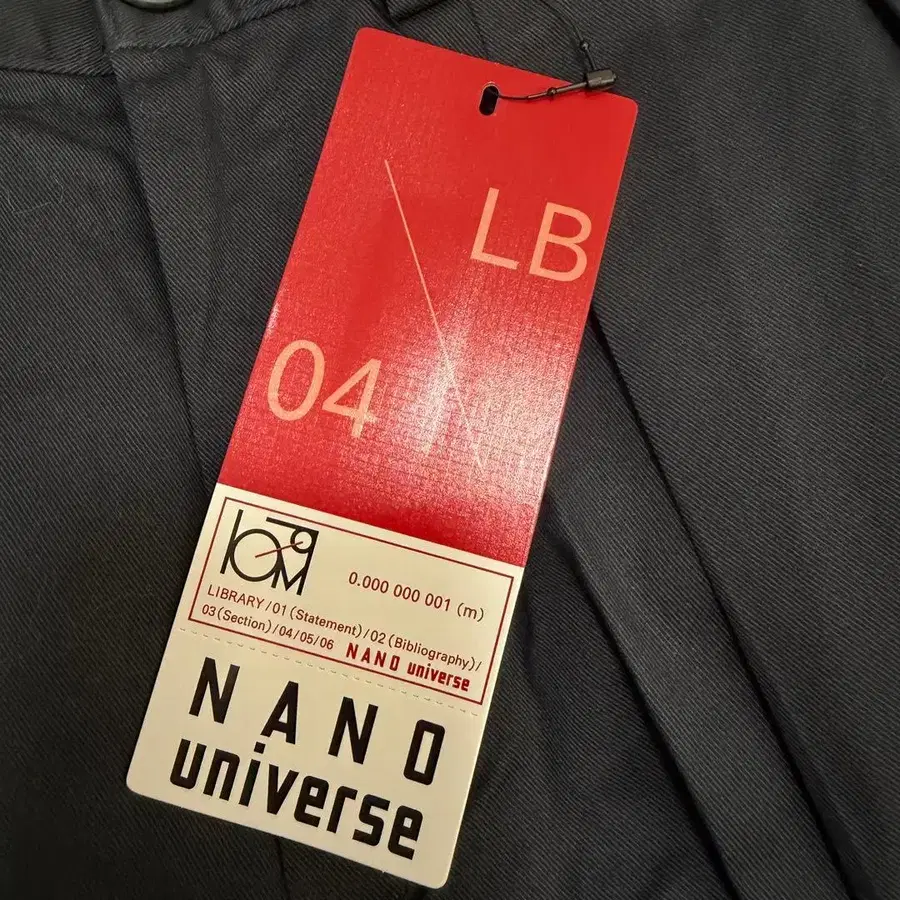 LB
04
0.000 000 001 (m)
LIBRARY/01(Statement)/02(Bibliography)/
03(Section)/04/05/06 NANO universe
NANO
universe